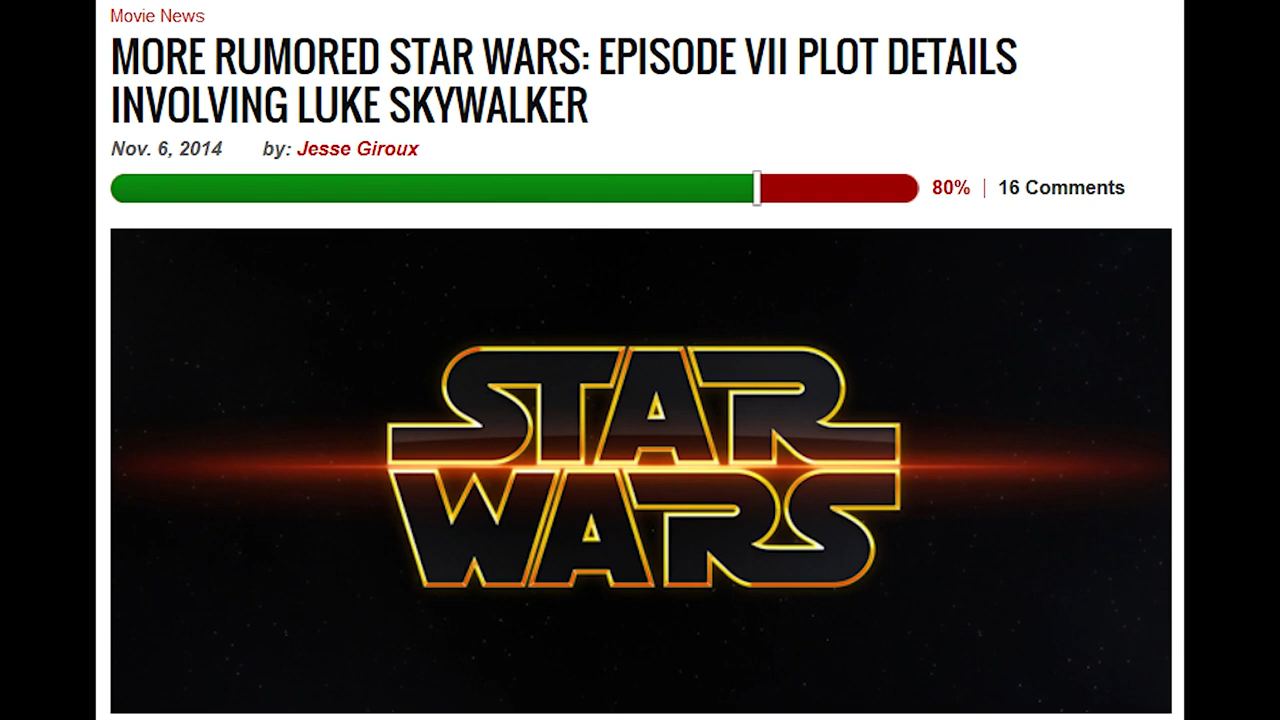 Movie News
MORE RUMORED STAR WARS: EPISODE VII PLOT DETAILS
INVOLVING LUKE SKYWALKER
Nov. 6, 2014 by: Jesse Giroux
80% | 16 Comments
STAR
WARS